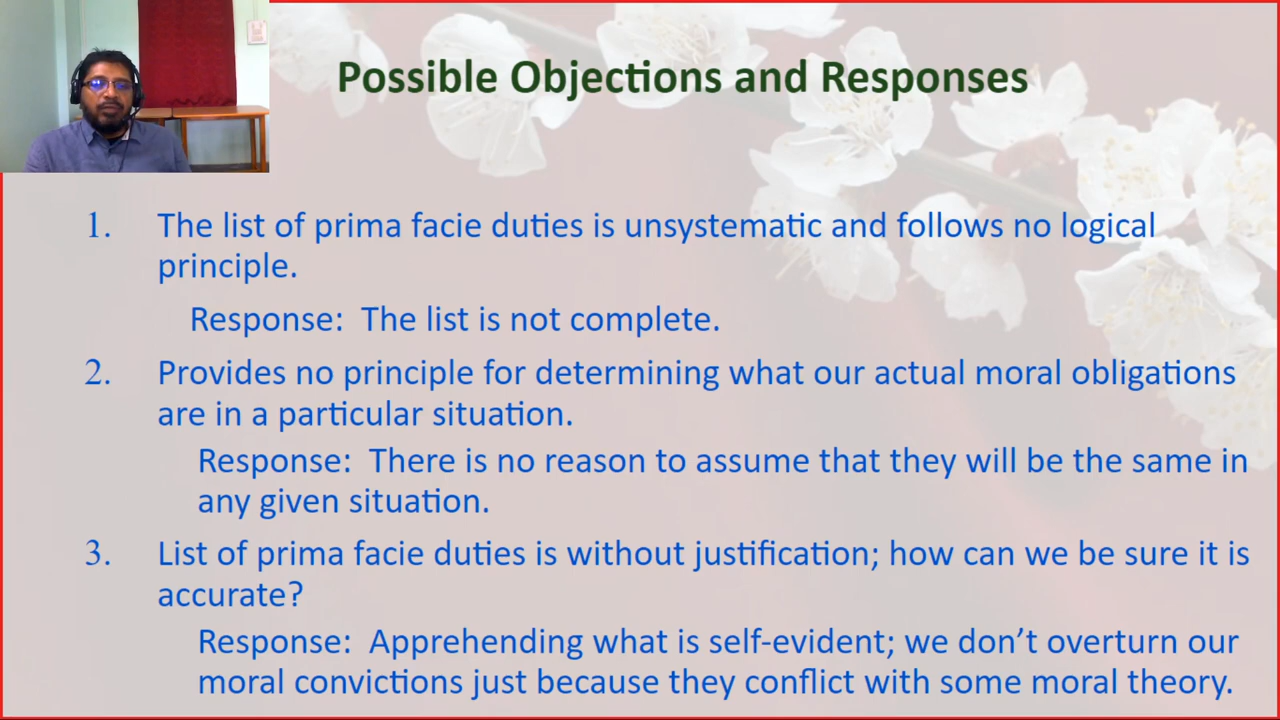 Possible Objections and Responses
1. The list of prima facie duties is unsystematic and follows no logical
principle.
Response: The list is not complete.
2. Provides no principle for determining what our actual moral obligations
are in a particular situation.
Response: There is no reason to assume that they will be the same in
any given situation.
3. List of prima facie duties is without justification; how can we be sure it is
accurate?
Response: Apprehending what is self-evident; we don’t overturn our
moral convictions just because they conflict with some moral theory.